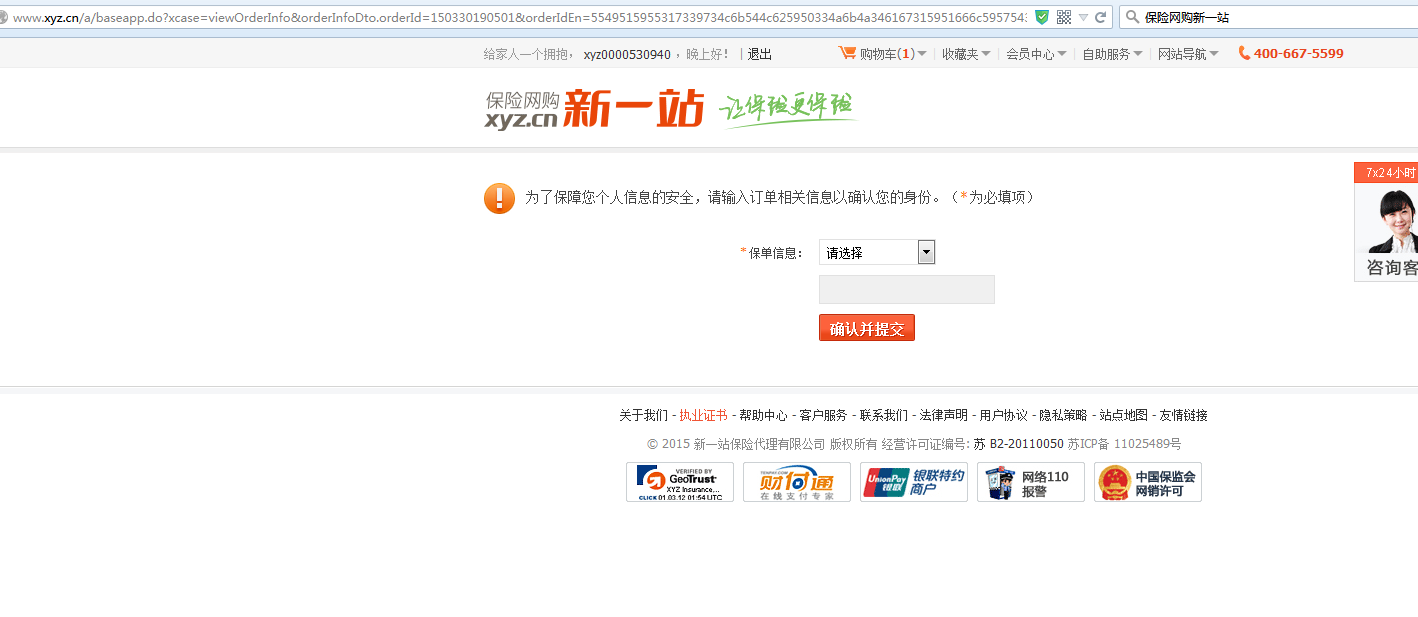 www.xyz.cn/a/baseapp.do?xcase=viewOrderInfo&orderInfoDto.orderId=150330190501&orderIdEn=5549515955317339734c6b544c625950334a6b4a346167315951666c595754
保险网购新一站
给家人一个拥抱， xyz0000530940 ，晚上好！ | 退出
购物车(1) 收藏夹 会员中心 自助服务 网站导航 400-667-5599
保险网购
xyz.cn
新一站
让保险更保险
7x24小时
咨询客
为了保障您个人信息的安全，请输入订单相关信息以确认您的身份。（*为必填项）
*保单信息： 请选择
确认并提交
关于我们 - 执业证书 - 帮助中心 - 客户服务 - 联系我们 - 法律声明 - 用户协议 - 隐私策略 - 站点地图 - 友情链接
© 2015 新一站保险代理有限公司 版权所有 经营许可证编号: 苏 B2-20110050 苏ICP备 11025489号
VERIFIED BY
GeoTrust
XYZ Insurance...
CLICK 01.03.12 01:54 UTC
TENPAY.COM
财付通
在线支付专家
UnionPay
银联
银联特约
商户
网络110
报警
中国保监会
网销许可